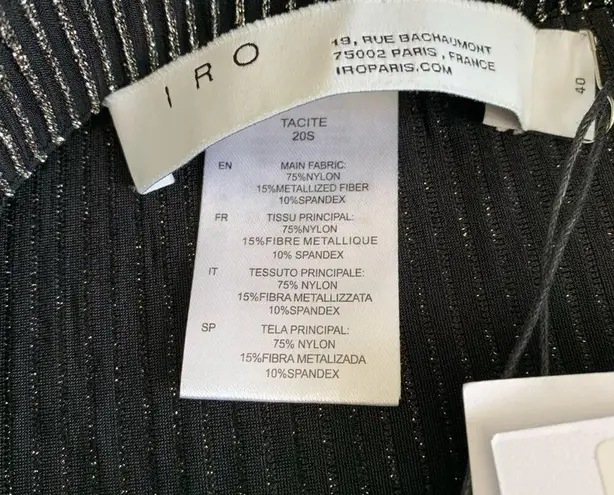 IRO
19, RUE BACHAUMONT
75002 PARIS, FRANCE
IROPARIS.COM
40
TACITE
20S
EN MAIN FABRIC:
75%NYLON
15%METALLIZED FIBER
10%SPANDEX
FR TISSU PRINCIPAL:
75%NYLON
15%FIBRE METALLIQUE
10% SPANDEX
IT TESSUTO PRINCIPALE:
75% NYLON
15%FIBRA METALLIZZATA
10%SPANDEX
SP TELA PRINCIPAL:
75% NYLON
15%FIBRA METALIZADA
10%SPANDEX